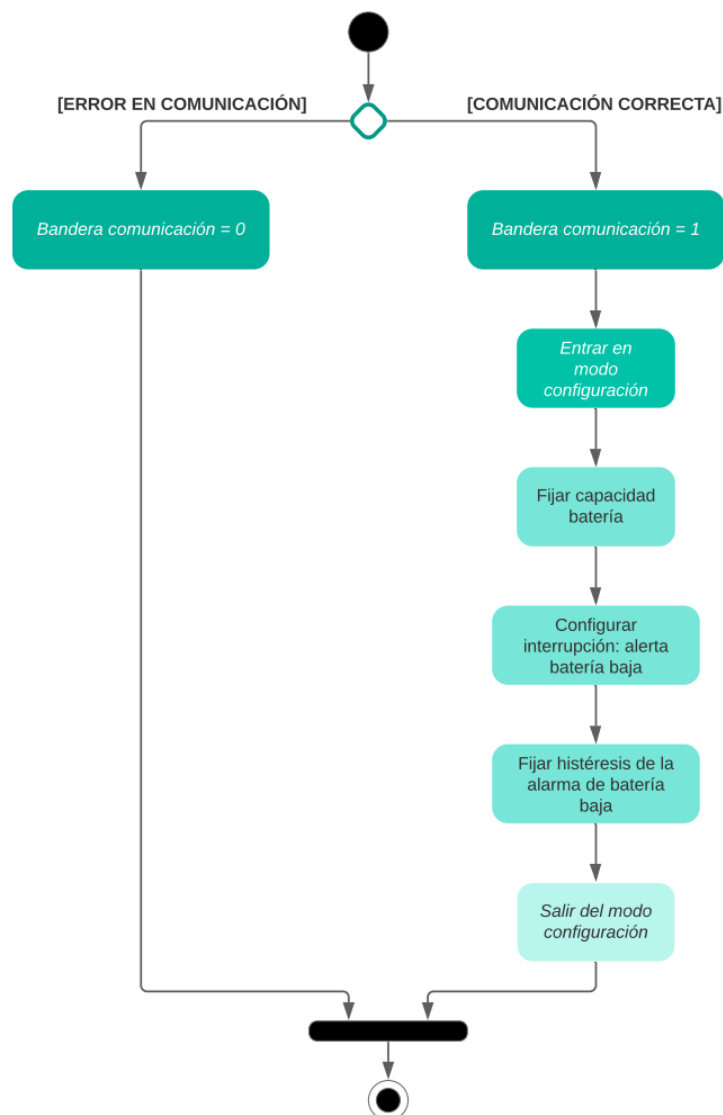 [ERROR EN COMUNICACIÓN]
[COMUNICACIÓN CORRECTA]
Bandera comunicación = 0
Bandera comunicación = 1
Entrar en
modo
configuración
Fijar capacidad
batería
Configurar
interrupción: alerta
batería baja
Fijar histéresis de la
alarma de batería
baja
Salir del modo
configuración